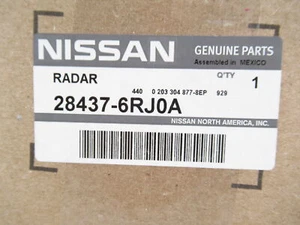 NISSAN
GENUINE PARTS
Assembled in MEXICO
RADAR
Q'TY 1
440 0 203 304 877-8EP 929
28437-6RJ0A
NISSAN NORTH AMERICA, INC.